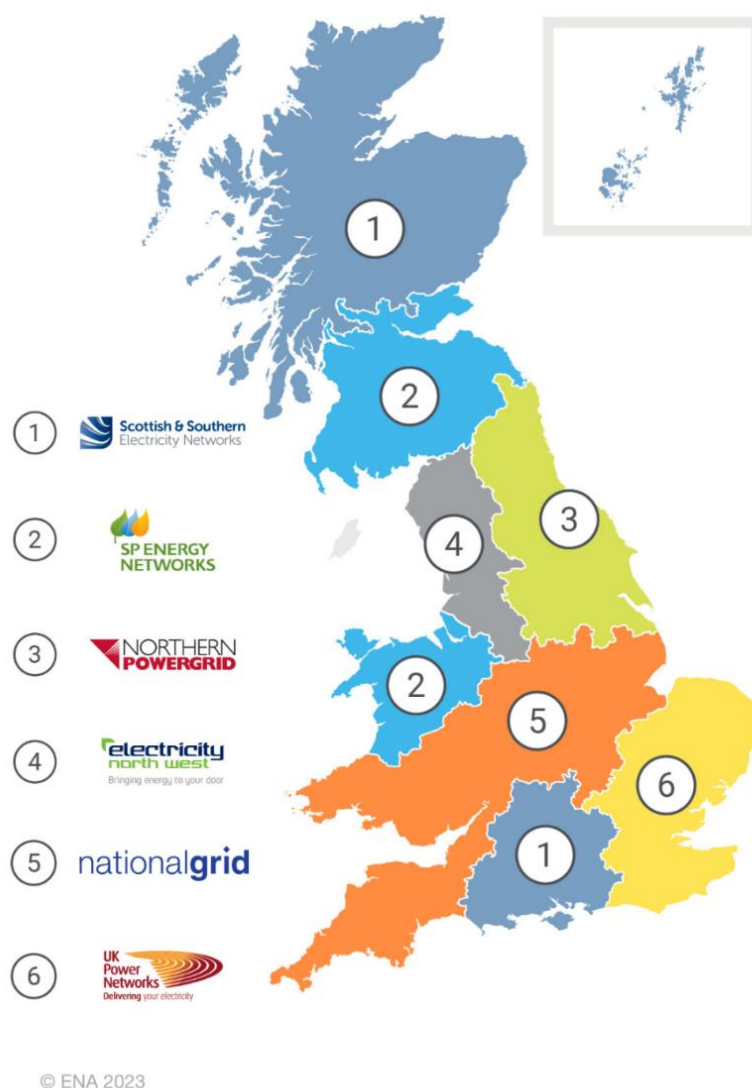 1
2
3
4
2
5
6
1
1
Scottish & Southern
Electricity Networks
2
SP ENERGY
NETWORKS
3
NORTHERN
POWERGRID
4
electricity
north west
Bringing energy to your door
5
nationalgrid
6
UK
Power
Networks
Delivering your electricity
© ENA 2023